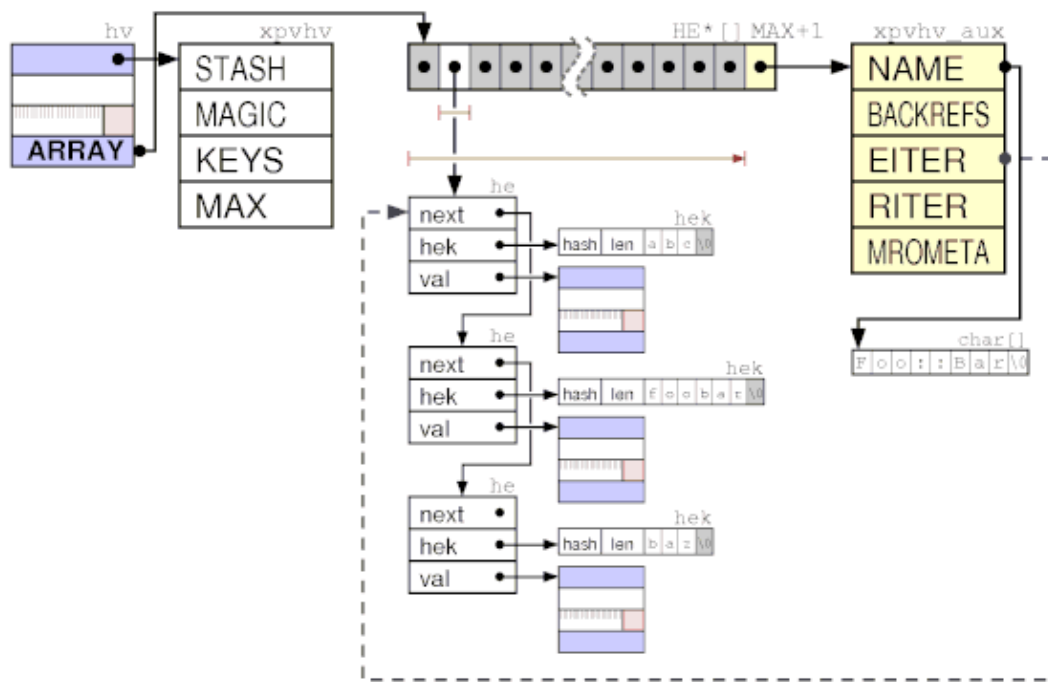 hv
xpvhv
HE*[] MAX+1
xpvhv_aux
STASH
MAGIC
KEYS
MAX
ARRAY
NAME
BACKREFS
EITER
RITER
MROMETA
he
next
hek
val
hek
hash len a b c \0
char[]
F o o : : B a r \0
he
next
hek
val
hek
hash len f o o b a r \0
he
next
hek
val
hek
hash len b a z \0